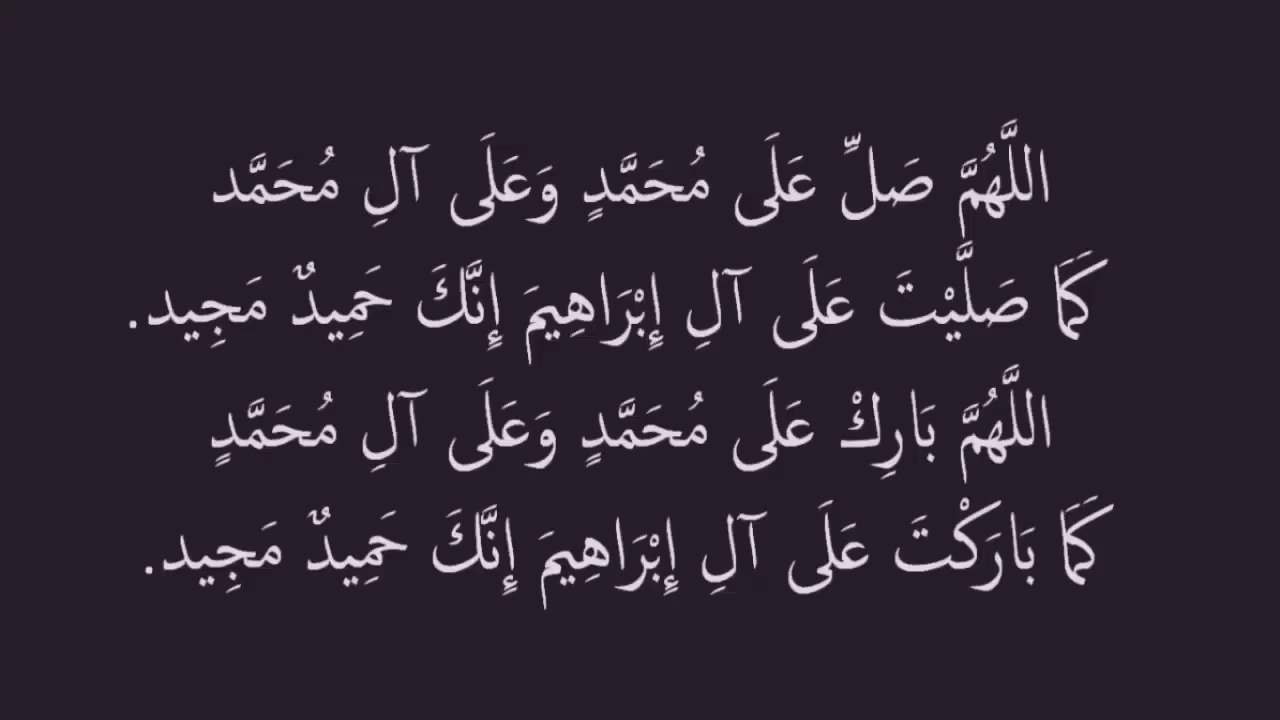 اللَّهُمَّ صَلِّ عَلَى مُحَمَّدٍ وَعَلَى آلِ مُحَمَّد
كَمَا صَلَّيْتَ عَلَى آلِ إِبْرَاهِيمَ إِنَّكَ حَمِيدٌ مَجِيد.
اللَّهُمَّ بَارِكْ عَلَى مُحَمَّدٍ وَعَلَى آلِ مُحَمَّدٍ
كَمَا بَارَكْتَ عَلَى آلِ إِبْرَاهِيمَ إِنَّكَ حَمِيدٌ مَجِيد.